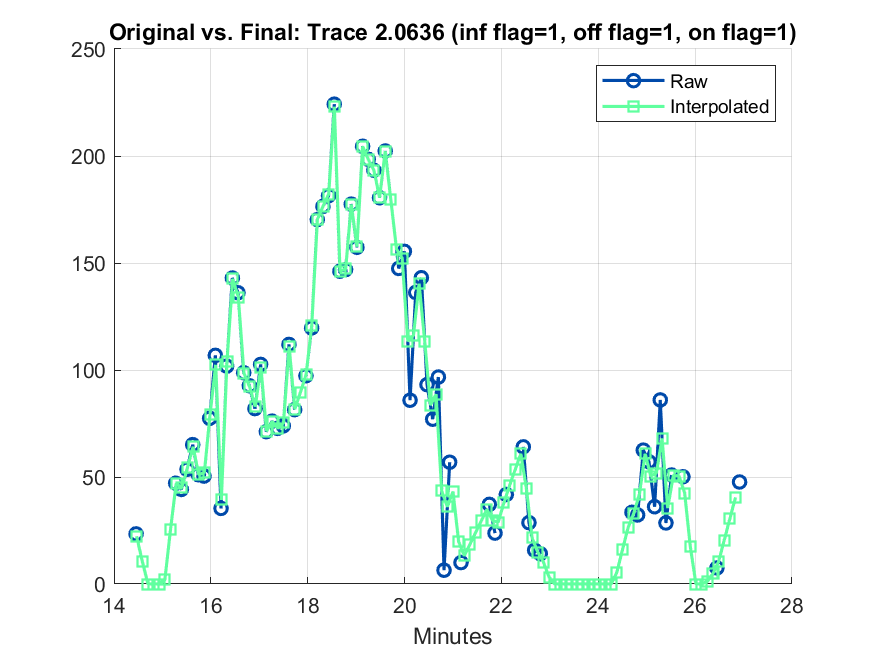 Original vs. Final: Trace 2.0636 (inf flag=1, off flag=1, on flag=1)
250
200
150
100
50
0
Raw
Interpolated
14 16 18 20 22 24 26 28
Minutes